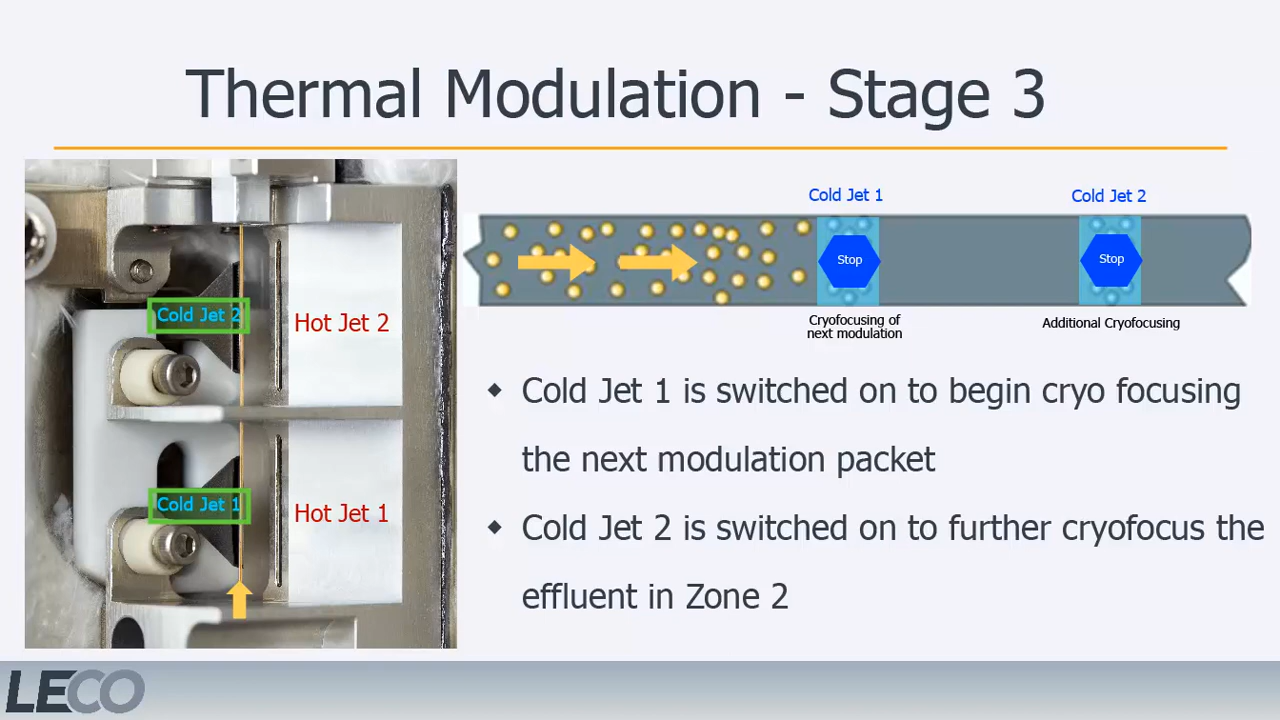 Thermal Modulation - Stage 3
Cold Jet 2
Hot Jet 2
Cold Jet 1
Hot Jet 1
Cold Jet 1
Cold Jet 2
Stop
Stop
Cryofocusing of
next modulation
Additional Cryofocusing
Cold Jet 1 is switched on to begin cryo focusing
the next modulation packet
Cold Jet 2 is switched on to further cryofocus the
effluent in Zone 2
LECO